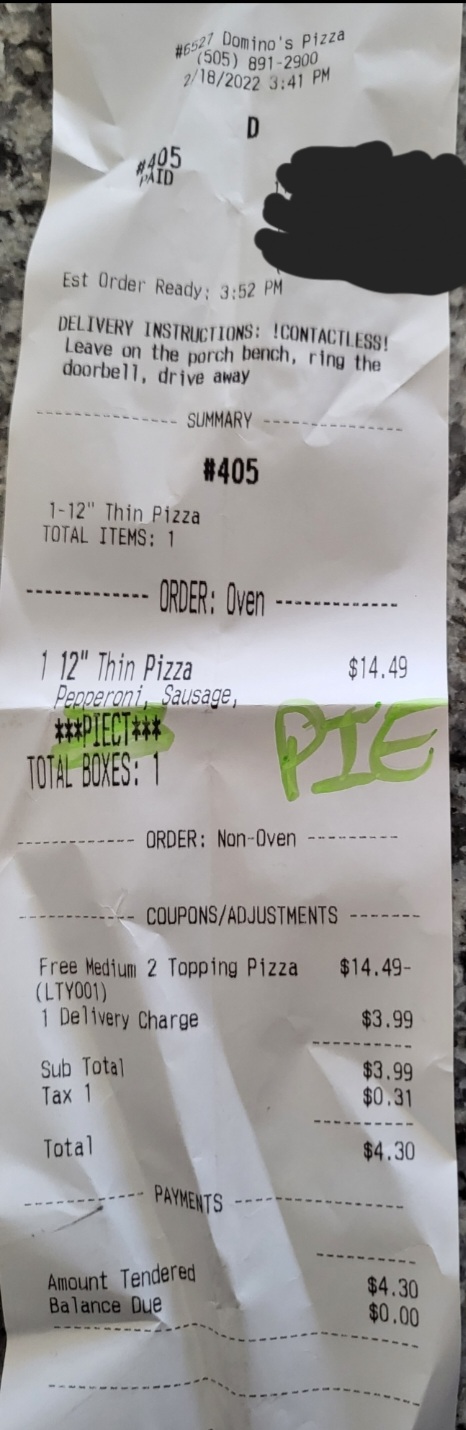 #6527 Domino's Pizza
(505) 891-2900
2/18/2022 3:41 PM
D
#405
PAID
Est Order Ready: 3:52 PM
DELIVERY INSTRUCTIONS: !CONTACTLESS!
Leave on the porch bench, ring the
doorbell, drive away
SUMMARY
#405
1-12" Thin Pizza
TOTAL ITEMS: 1
ORDER: Oven
1 12" Thin Pizza $14.49
Pepperoni, Sausage,
***PIECT***
PIE
TOTAL BOXES: 1
ORDER: Non-Oven
COUPONS/ADJUSTMENTS
Free Medium 2 Topping Pizza $14.49-
(LTY001)
1 Delivery Charge $3.99
Sub Total $3.99
Tax 1 $0.31
Total $4.30
PAYMENTS
Amount Tendered $4.30
Balance Due $0.00